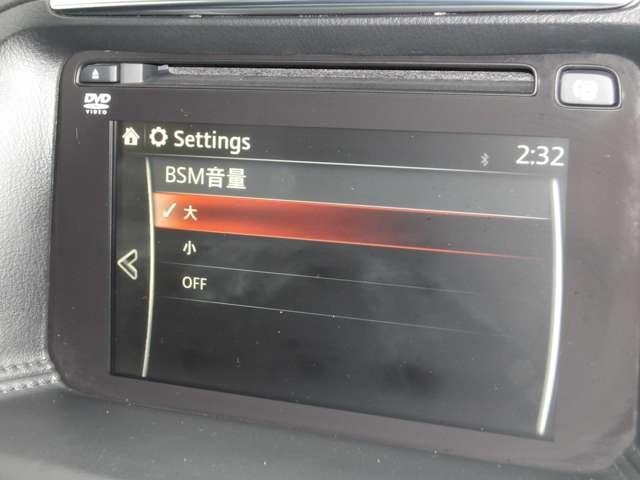 DVD
VIDEO
Settings
2:32
BSM音量
大
小
OFF